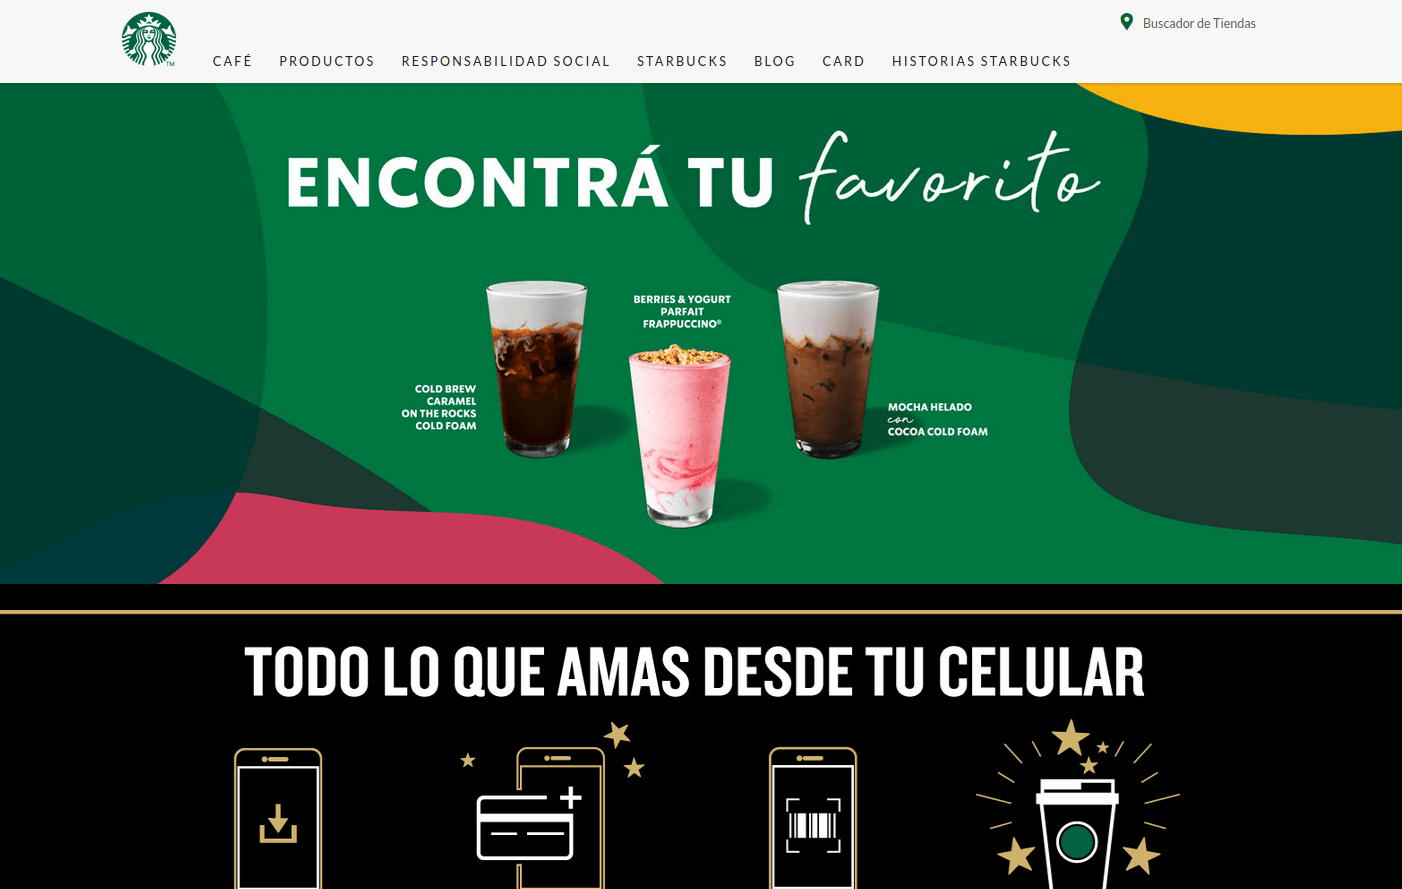 Buscador de Tiendas
CAFÉ PRODUCTOS RESPONSABILIDAD SOCIAL STARBUCKS BLOG CARD HISTORIAS STARBUCKS
TM
ENCONTRÁ TU favorito
BERRIES & YOGURT
PARFAIT
FRAPPUCCINO®
COLD BREW
CARAMEL
ON THE ROCKS
COLD FOAM
MOCHA HELADO
con
COCOA COLD FOAM
TODO LO QUE AMAS DESDE TU CELULAR